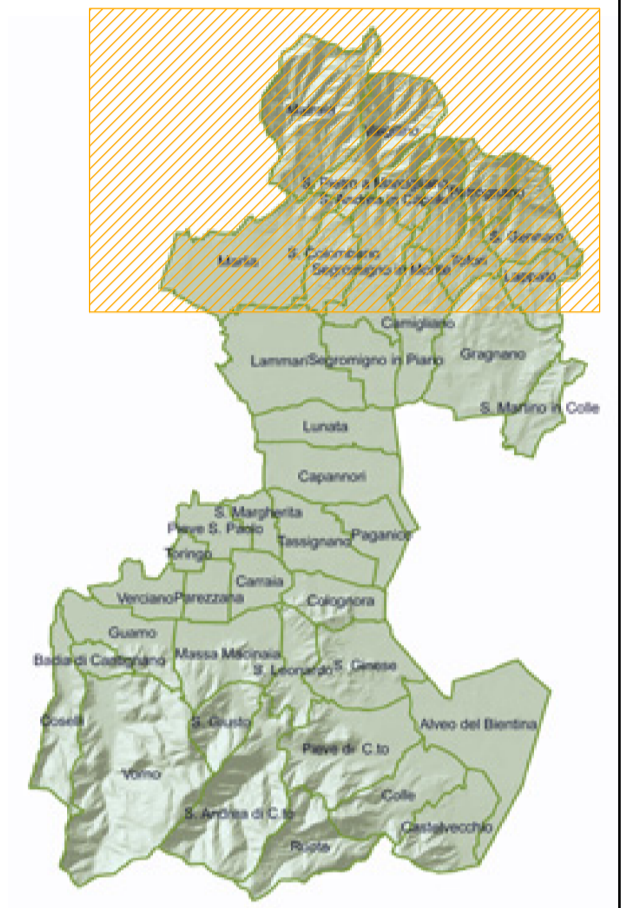 Matraia
Valgiano
S. Pietro a Marcigliano
Petrognano
S. Andrea in Caprile
S. Gennaro
Marlia
S. Colombano
Tofori
Segromigno in Monte
Lappato
Camigliano
Lammari
Segromigno in Piano
Gragnano
S. Martino in Colle
Lunata
Capannori
S. Margherita
Pieve S. Paolo
Tassignano
Paganico
Toringo
Carraia
Verciano
Parezzana
Colognora
Guamo
Badia di Cantignano
Massa Macinaia
S. Leonardo
S. Ginese
Coselli
S. Giusto
Alveo del Bientina
Pieve di C.to
Vorno
Colle
S. Andrea di C.to
Castelvecchio
Ruota